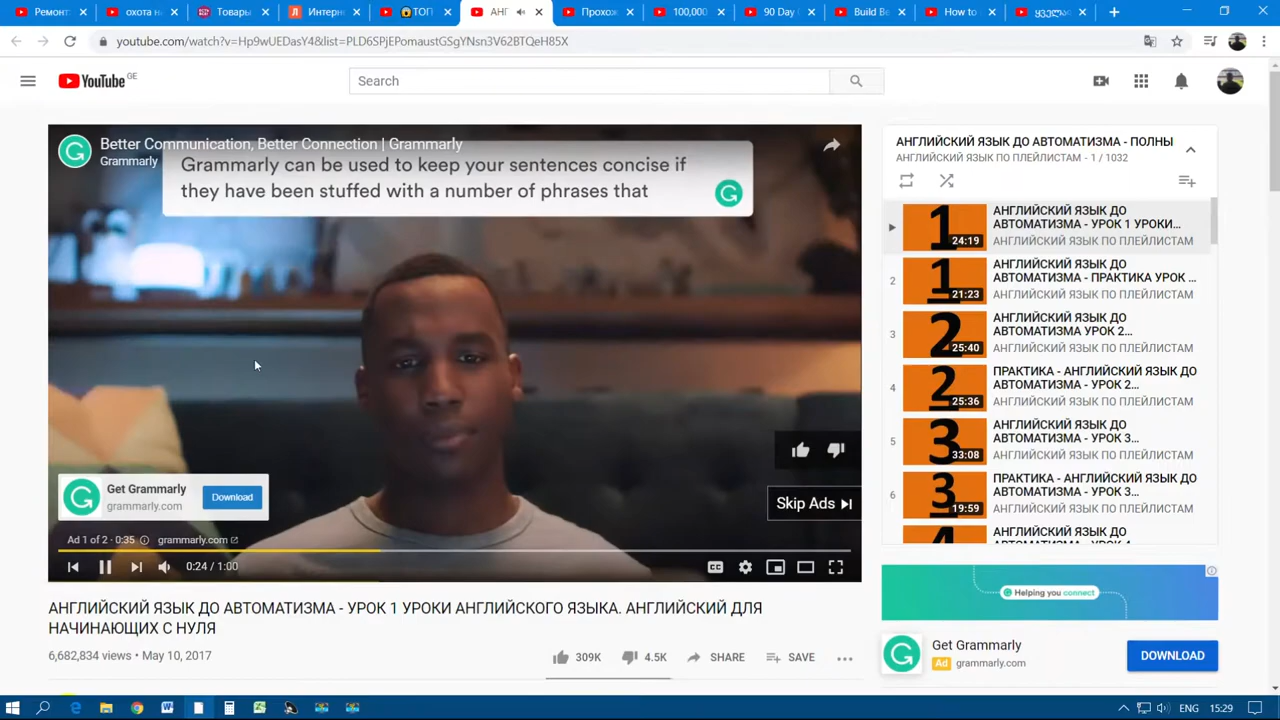 Ремонт
охота н
Товары
Интерн
ТОП
АНГ
Прохож
100,000
90 Day
Build Be
How to
ყველა
youtube.com/watch?v=Hp9wUEDasY4&list=PLD6SPjEPomaustGSgYNsn3V62BTQeH85X
YouTube GE
Search
Better Communication, Better Connection | Grammarly
Grammarly
Grammarly can be used to keep your sentences concise if
they have been stuffed with a number of phrases that
Get Grammarly
grammarly.com
Download
Skip Ads
Ad 1 of 2 · 0:35
grammarly.com
0:24 / 1:00
CC
АНГЛИЙСКИЙ ЯЗЫК ДО АВТОМАТИЗМА - УРОК 1 УРОКИ АНГЛИЙСКОГО ЯЗЫКА. АНГЛИЙСКИЙ ДЛЯ
НАЧИНАЮЩИХ С НУЛЯ
6,682,834 views • May 10, 2017
309K
4.5K
SHARE
SAVE
АНГЛИЙСКИЙ ЯЗЫК ДО АВТОМАТИЗМА - ПОЛНЫ
АНГЛИЙСКИЙ ЯЗЫК ПО ПЛЕЙЛИСТАМ - 1 / 1032
1
24:19
АНГЛИЙСКИЙ ЯЗЫК ДО
АВТОМАТИЗМА - УРОК 1 УРОКИ...
АНГЛИЙСКИЙ ЯЗЫК ПО ПЛЕЙЛИСТАМ
2
1
21:23
АНГЛИЙСКИЙ ЯЗЫК ДО
АВТОМАТИЗМА - ПРАКТИКА УРОК ...
АНГЛИЙСКИЙ ЯЗЫК ПО ПЛЕЙЛИСТАМ
3
2
25:40
АНГЛИЙСКИЙ ЯЗЫК ДО
АВТОМАТИЗМА УРОК 2...
АНГЛИЙСКИЙ ЯЗЫК ПО ПЛЕЙЛИСТАМ
4
2
25:36
ПРАКТИКА - АНГЛИЙСКИЙ ЯЗЫК ДО
АВТОМАТИЗМА - УРОК 2...
АНГЛИЙСКИЙ ЯЗЫК ПО ПЛЕЙЛИСТАМ
5
3
33:08
АНГЛИЙСКИЙ ЯЗЫК ДО
АВТОМАТИЗМА - УРОК 3...
АНГЛИЙСКИЙ ЯЗЫК ПО ПЛЕЙЛИСТАМ
6
3
19:59
ПРАКТИКА - АНГЛИЙСКИЙ ЯЗЫК ДО
АВТОМАТИЗМА - УРОК 3...
АНГЛИЙСКИЙ ЯЗЫК ПО ПЛЕЙЛИСТАМ
АНГЛИЙСКИЙ ЯЗЫК ДО
Helping you connect
Get Grammarly
Ad grammarly.com
DOWNLOAD
ENG
15:29